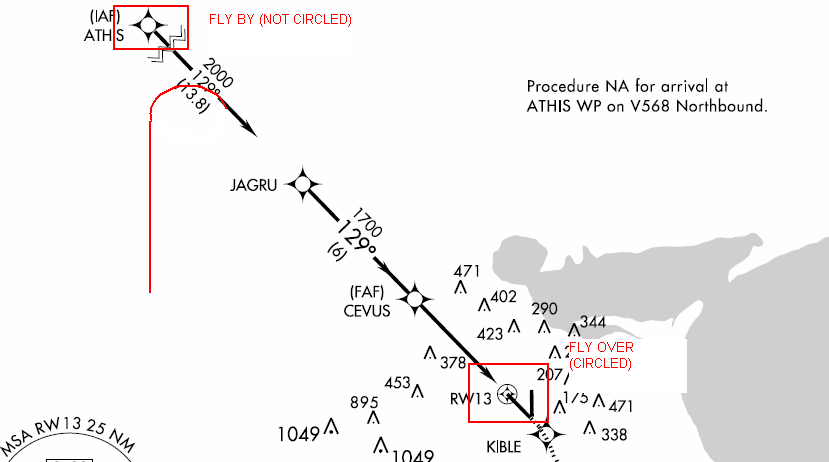 (IAF)
ATHIS
FLY BY (NOT CIRCLED)
2000
129°
(13.8)
Procedure NA for arrival at
ATHIS WP on V568 Northbound.
JAGRU
1700
129°
(6)
(FAF)
CEVUS
471
402
290
423
344
FLY OVER
(CIRCLED)
378
207
453
RW13
175
471
895
1049
338
KIBLE
1049
MSA RW13 25 NM